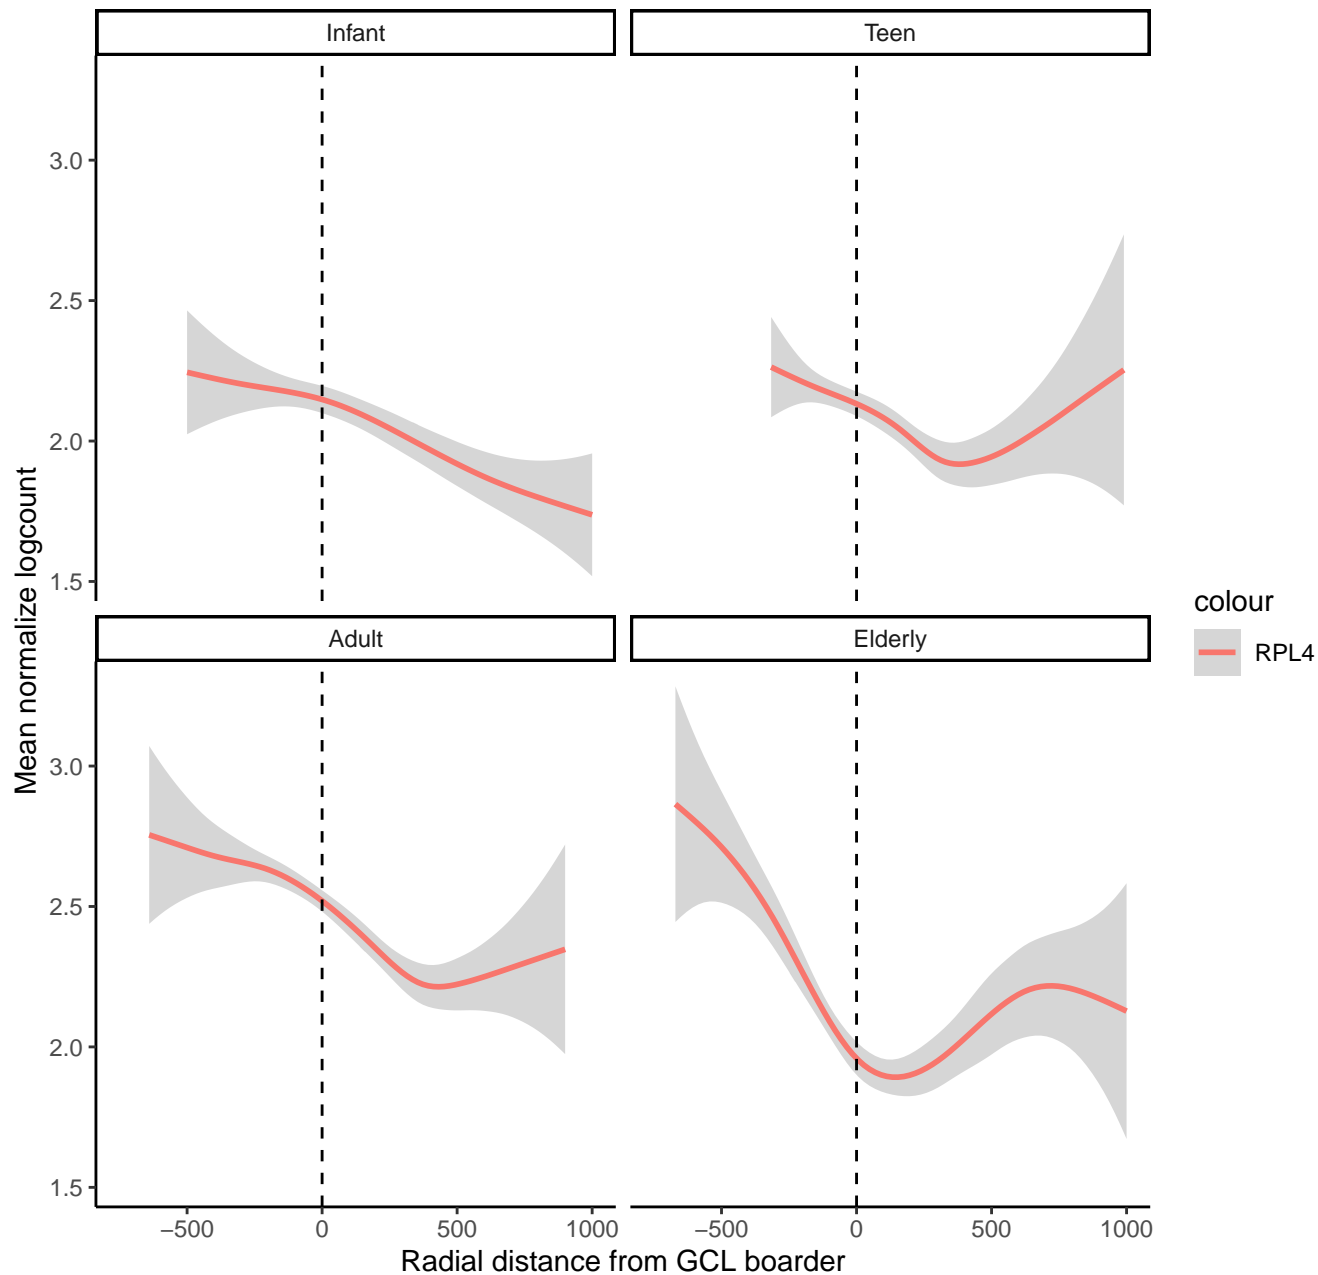 Infant
Teen
3.0
2.5
2.0
1.5
Adult
Elderly
3.0
2.5
2.0
1.5
−500
0
500
1000
−500
0
500
1000
Radial distance from GCL boarder
Mean normalize logcount
colour
RPL4